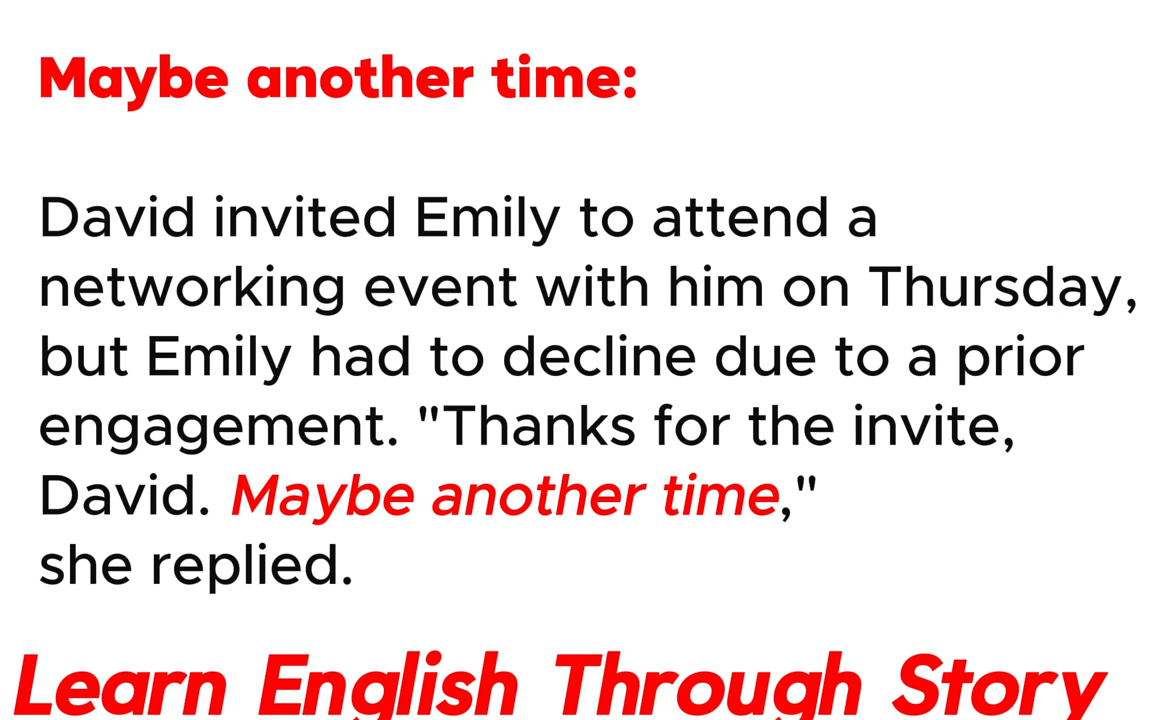 Maybe another time:
David invited Emily to attend a
networking event with him on Thursday,
but Emily had to decline due to a prior
engagement. "Thanks for the invite,
David. Maybe another time,"
she replied.
Learn English Through Story